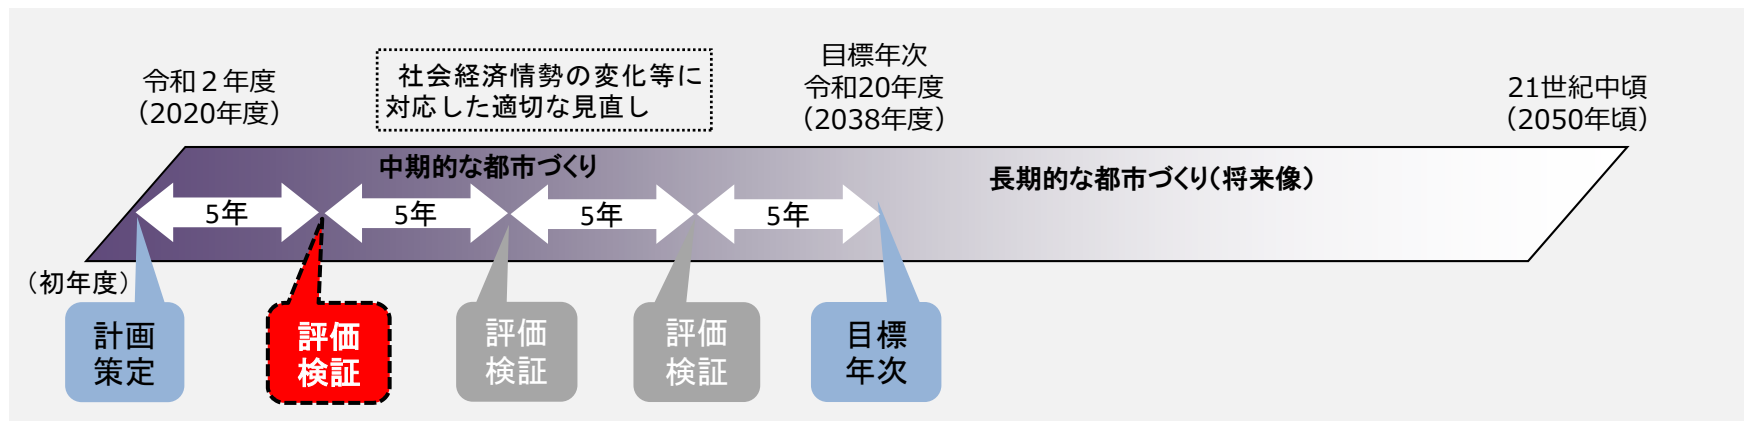 令和２年度
（2020年度）
社会経済情勢の変化等に
対応した適切な見直し
目標年次
令和20年度
（2038年度）
21世紀中頃
（2050年頃）
中期的な都市づくり
長期的な都市づくり（将来像）
5年
5年
5年
5年
（初年度）
計画
策定
評価
検証
評価
検証
評価
検証
目標
年次